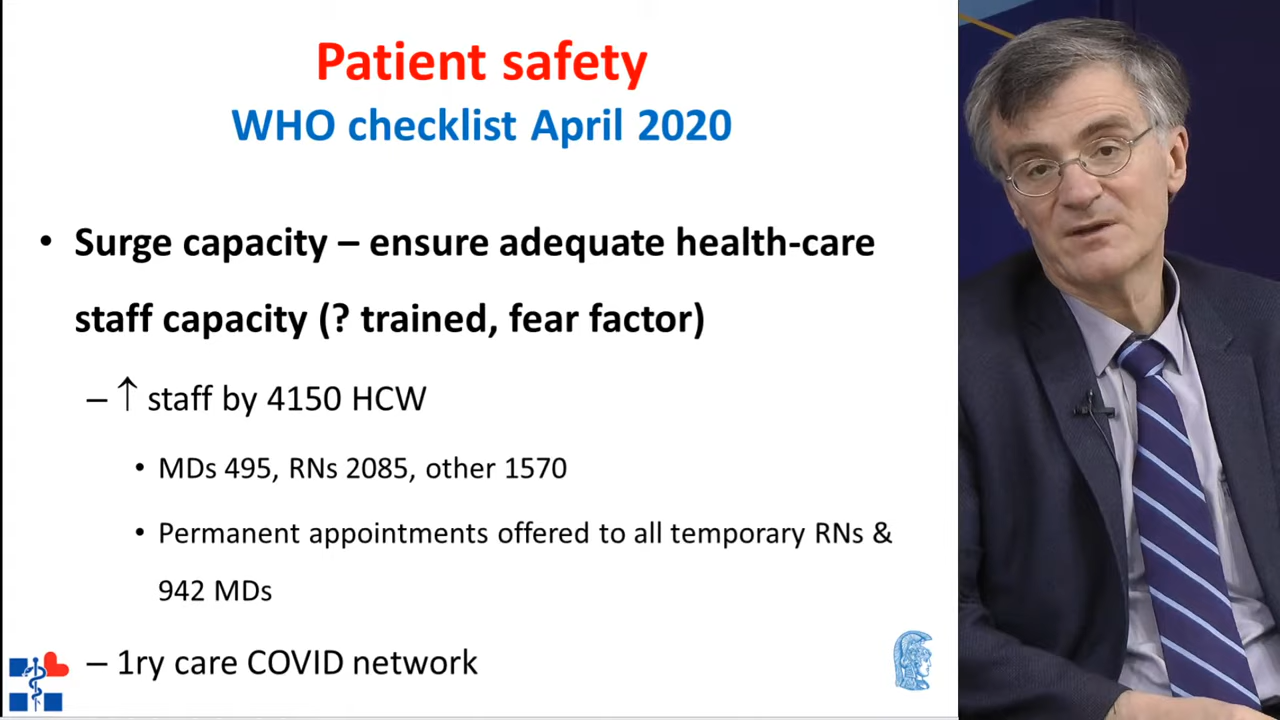 Patient safety
WHO checklist April 2020
• Surge capacity – ensure adequate health-care
staff capacity (? trained, fear factor)
– ↑ staff by 4150 HCW
• MDs 495, RNs 2085, other 1570
• Permanent appointments offered to all temporary RNs &
942 MDs
– 1ry care COVID network